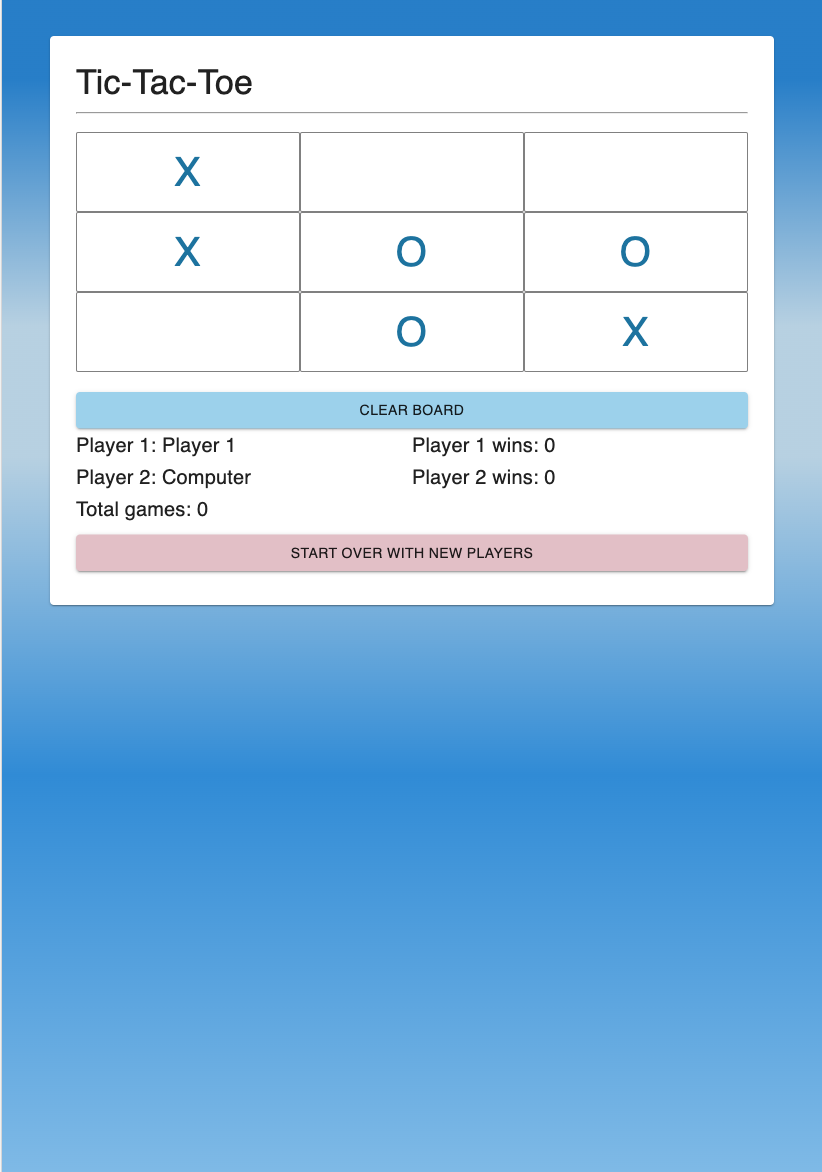 Tic-Tac-Toe
X
X O O
O X
CLEAR BOARD
Player 1: Player 1 Player 1 wins: 0
Player 2: Computer Player 2 wins: 0
Total games: 0
START OVER WITH NEW PLAYERS